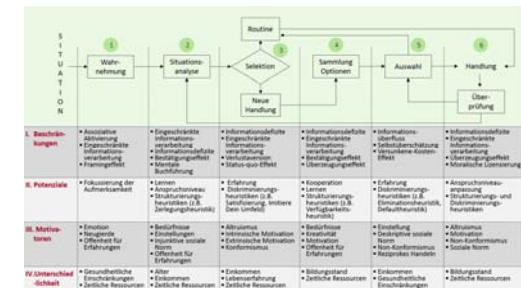 SITUATION
1
2
3
4
5
6
Routine
Wahr-
nehmung
Situations-
analyse
Selektion
Neue
Handlung
Sammlung
Optionen
Auswahl
Handlung
Über-
prüfung
I. Beschrän-
kungen
• Assoziative
Aktivierung
• Eingeschränkte
Informations-
verarbeitung
• Framingeffekt
• Eingeschränkte
Informations-
verarbeitung
• Informationsdefizite
• Bestätigungseffekt
• Mentale
Buchführung
• Informationsdefizite
• Eingeschränkte
Informations-
verarbeitung
• Verlustaversion
• Status-quo-Effekt
• Informationsdefizite
• Eingeschränkte
Informations-
verarbeitung
• Bestätigungseffekt
• Überzeugungseffekt
• Informations-
überfluss
• Selbstüberschätzung
• Versunkene-Kosten-
Effekt
• Informationsdefizite
• Eingeschränkte
Informations-
verarbeitung
• Überzeugungseffekt
• Moralische Lizensierung
II. Potenziale
• Fokussierung der
Aufmerksamkeit
• Lernen
• Anspruchsniveau
• Strukturierungs-
heuristiken (z.B.
Zerlegungsheuristik)
• Erfahrung
• Diskriminierungs-
heuristiken (z.B.
Satisfizierung, Imitiere
Dein Umfeld)
• Kooperation
• Lernen
• Strukturierungs-
heuristiken (z.B.
Verfügbarkeits-
heuristik)
• Erfahrung
• Diskriminierungs-
heuristiken (z.B.
Eliminationsheuristik,
Defaultheuristik)
• Anspruchsniveau-
anpassung
• Strukturierungs- und
Diskriminierungs-
heuristiken
III. Motiva-
toren
• Emotion
• Neugierde
• Offenheit für
Erfahrungen
• Bedürfnisse
• Einstellungen
• Injunktive soziale
Norm
• Offenheit für
Erfahrungen
• Altruismus
• Intrinsische Motivation
• Extrinsische Motivation
• Konformismus
• Bedürfnisse
• Kreativität
• Motivation
• Offenheit für
Erfahrungen
• Einstellung
• Deskriptive soziale
Norm
• Non-Konformismus
• Reziprokes Handeln
• Altruismus
• Motivation
• Non-Konformismus
• Soziale Norm
IV.Unterschied
-lichkeit
• Gesundheitliche
Einschränkungen
• Zeitliche Ressourcen
• Alter
• Einkommen
• Zeitliche Ressourcen
• Einkommen
• Lebenserfahrung
• Zeitliche Ressourcen
• Bildungsstand
• Zeitliche Ressourcen
• Einkommen
• Gesundheitliche
Einschränkungen
• Bildungsstand
• Zeitliche Ressourcen